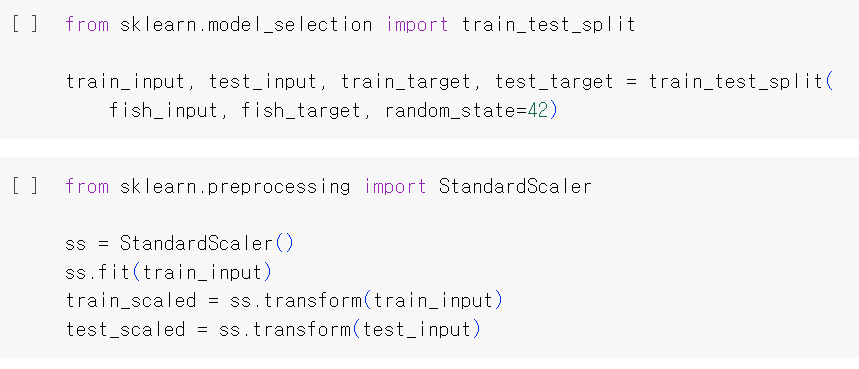 [ ] from sklearn.model_selection import train_test_split
train_input, test_input, train_target, test_target = train_test_split(
fish_input, fish_target, random_state=42)
[ ] from sklearn.preprocessing import StandardScaler
ss = StandardScaler()
ss.fit(train_input)
train_scaled = ss.transform(train_input)
test_scaled = ss.transform(test_input)